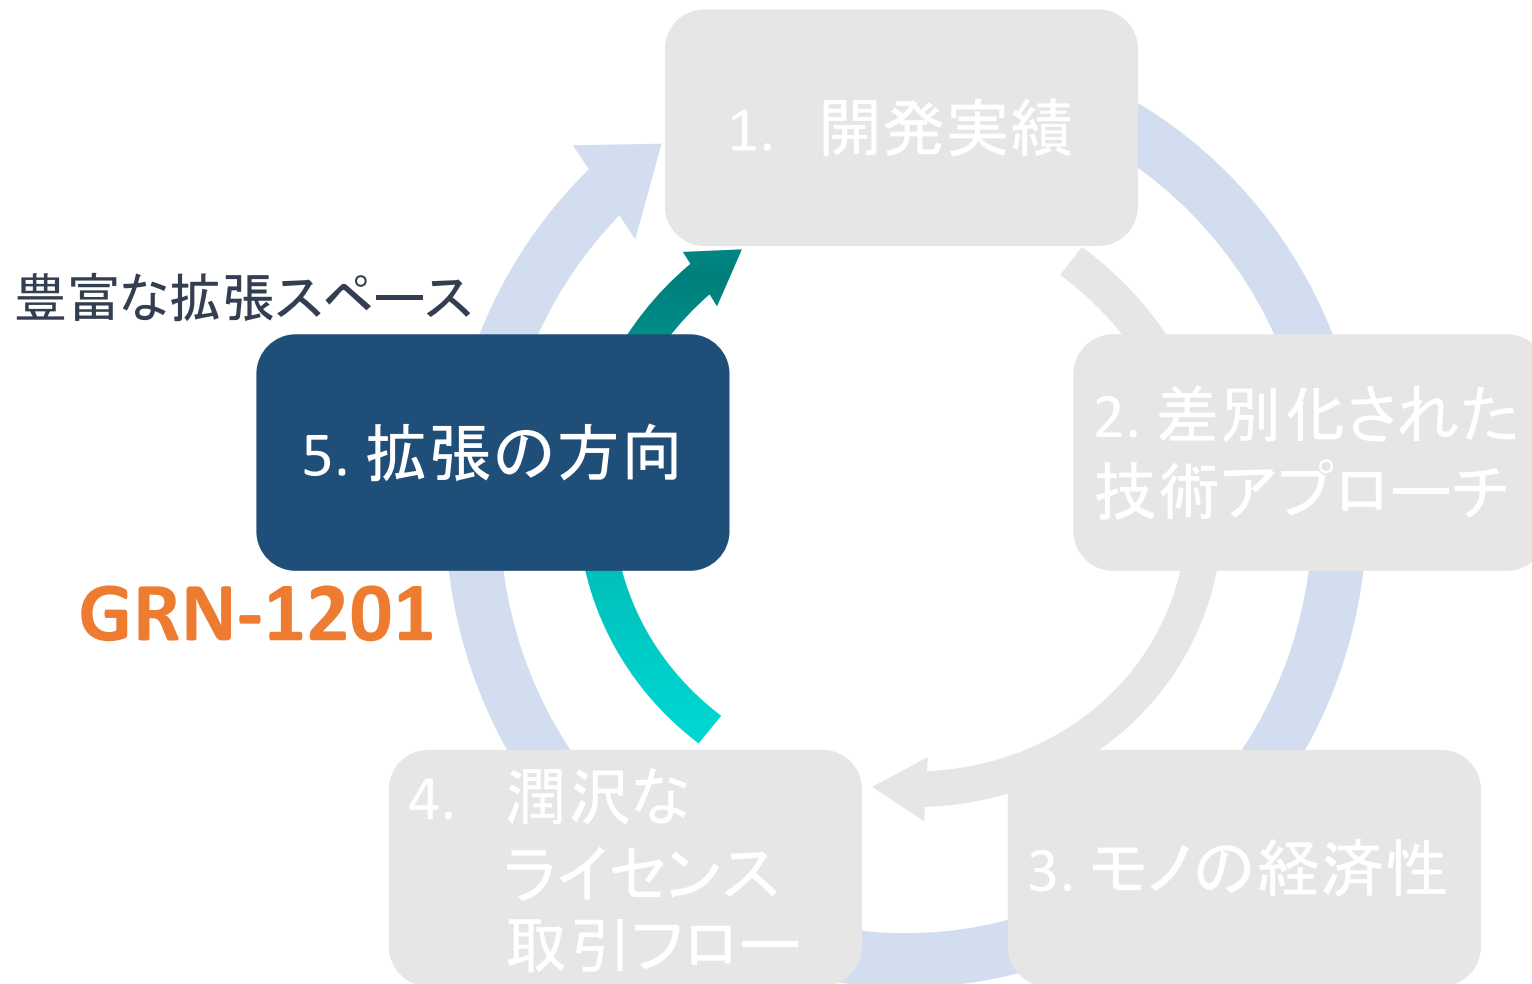 1. 開発実績
豊富な拡張スペース
5. 拡張の方向
2. 差別化された
技術アプローチ
GRN-1201
4. 潤沢な
ライセンス
取引フロー
3. モノの経済性